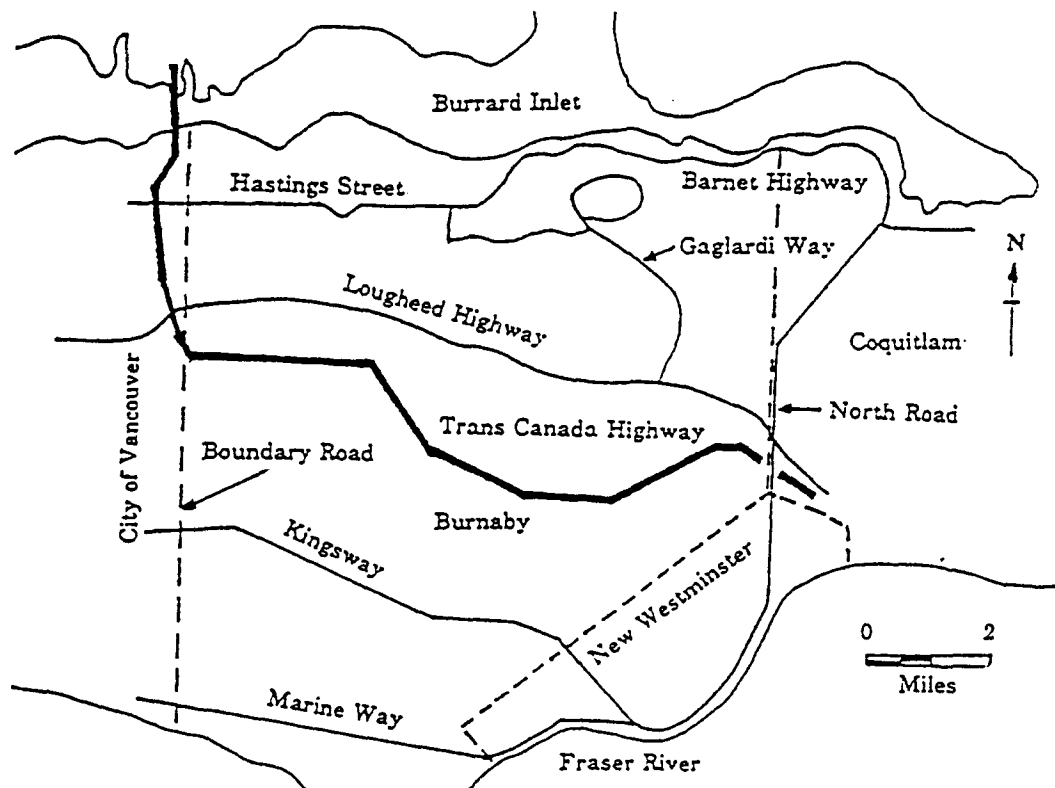 Burrard Inlet
Hastings Street
Barnet Highway
Gaglardi Way
N
Lougheed Highway
Coquitlam
North Road
Trans Canada Highway
City of Vancouver
Boundary Road
Burnaby
Kingsway
New Westminster
0 2
Miles
Marine Way
Fraser River